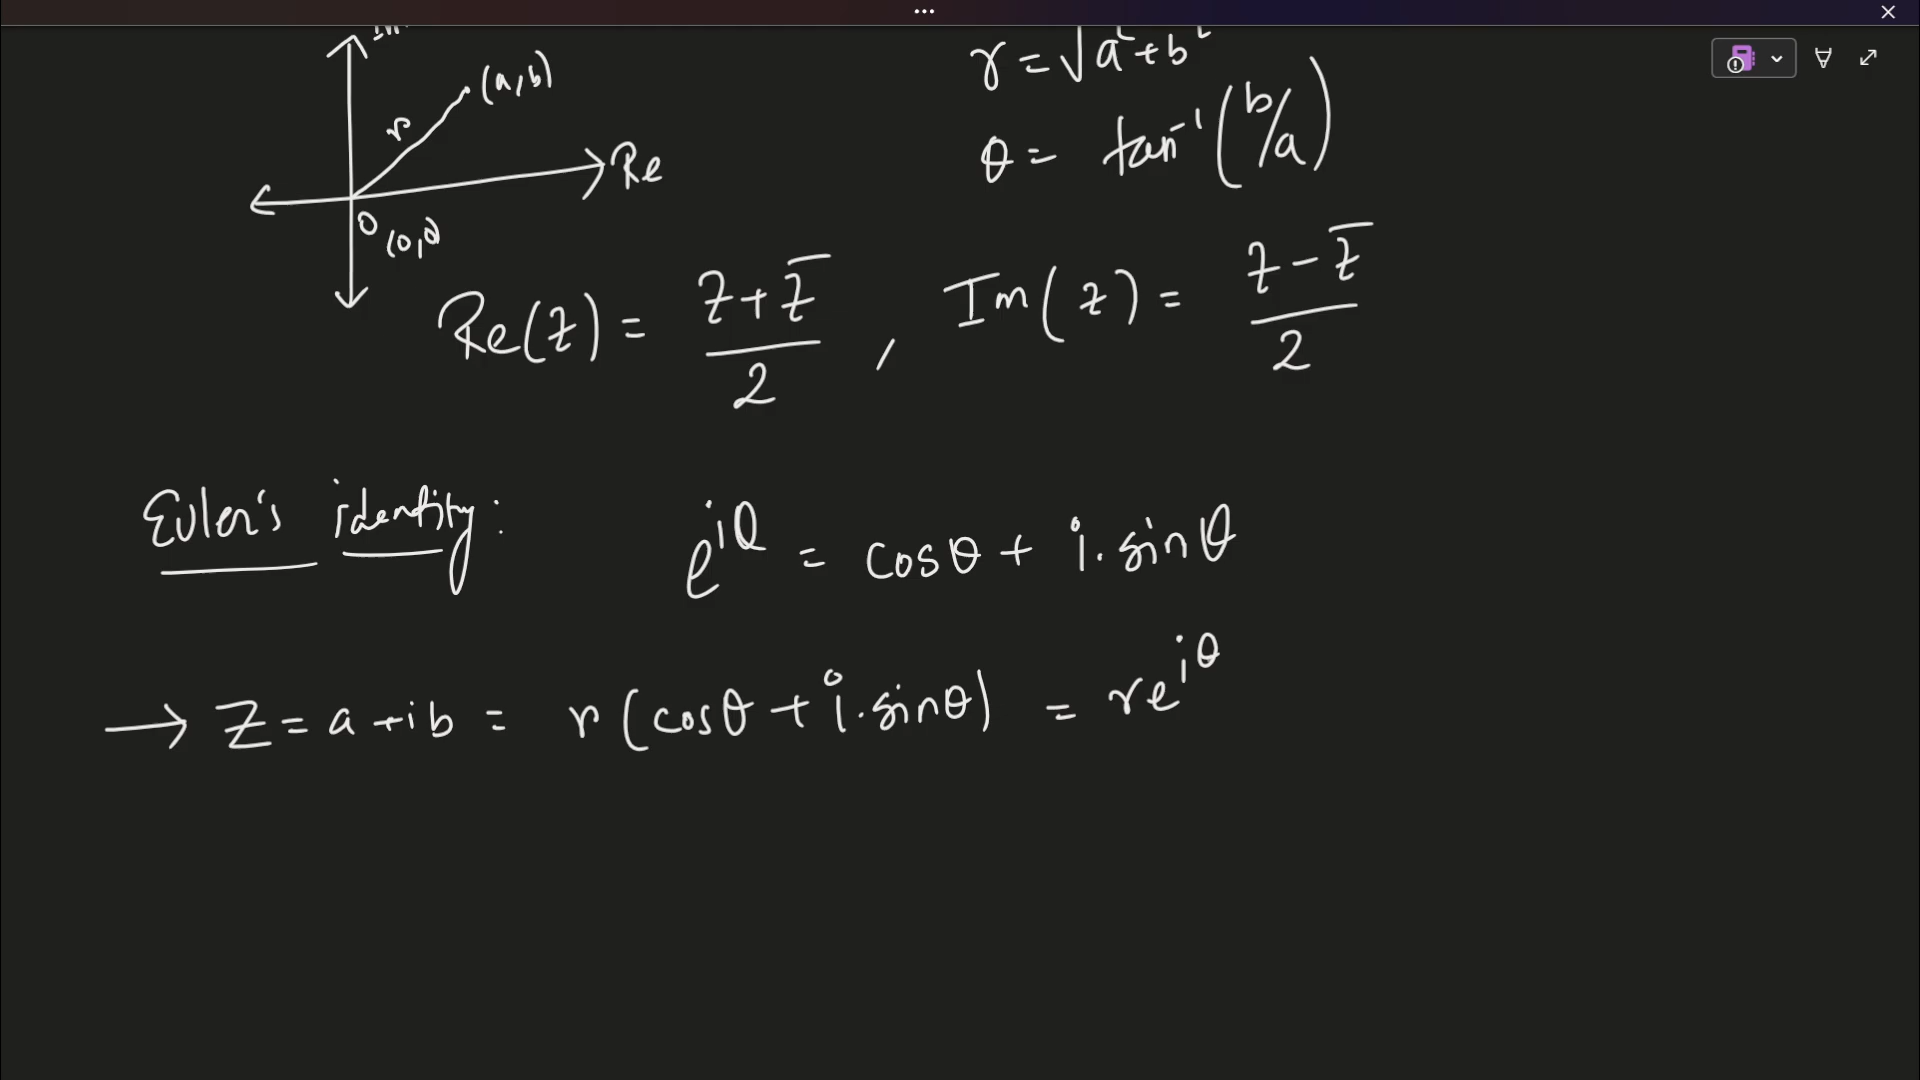 Im
(a,b)
r
Re
O
(0,0)
r = √a²+b²
θ = tan⁻¹(b/a)
Re(z) = (z+z̅)/2 , Im(z) = (z-z̅)/2
Euler's identity: e^{iθ} = cosθ + i.sinθ
→ Z = a+ib = r(cosθ + i.sinθ) = re^{iθ}